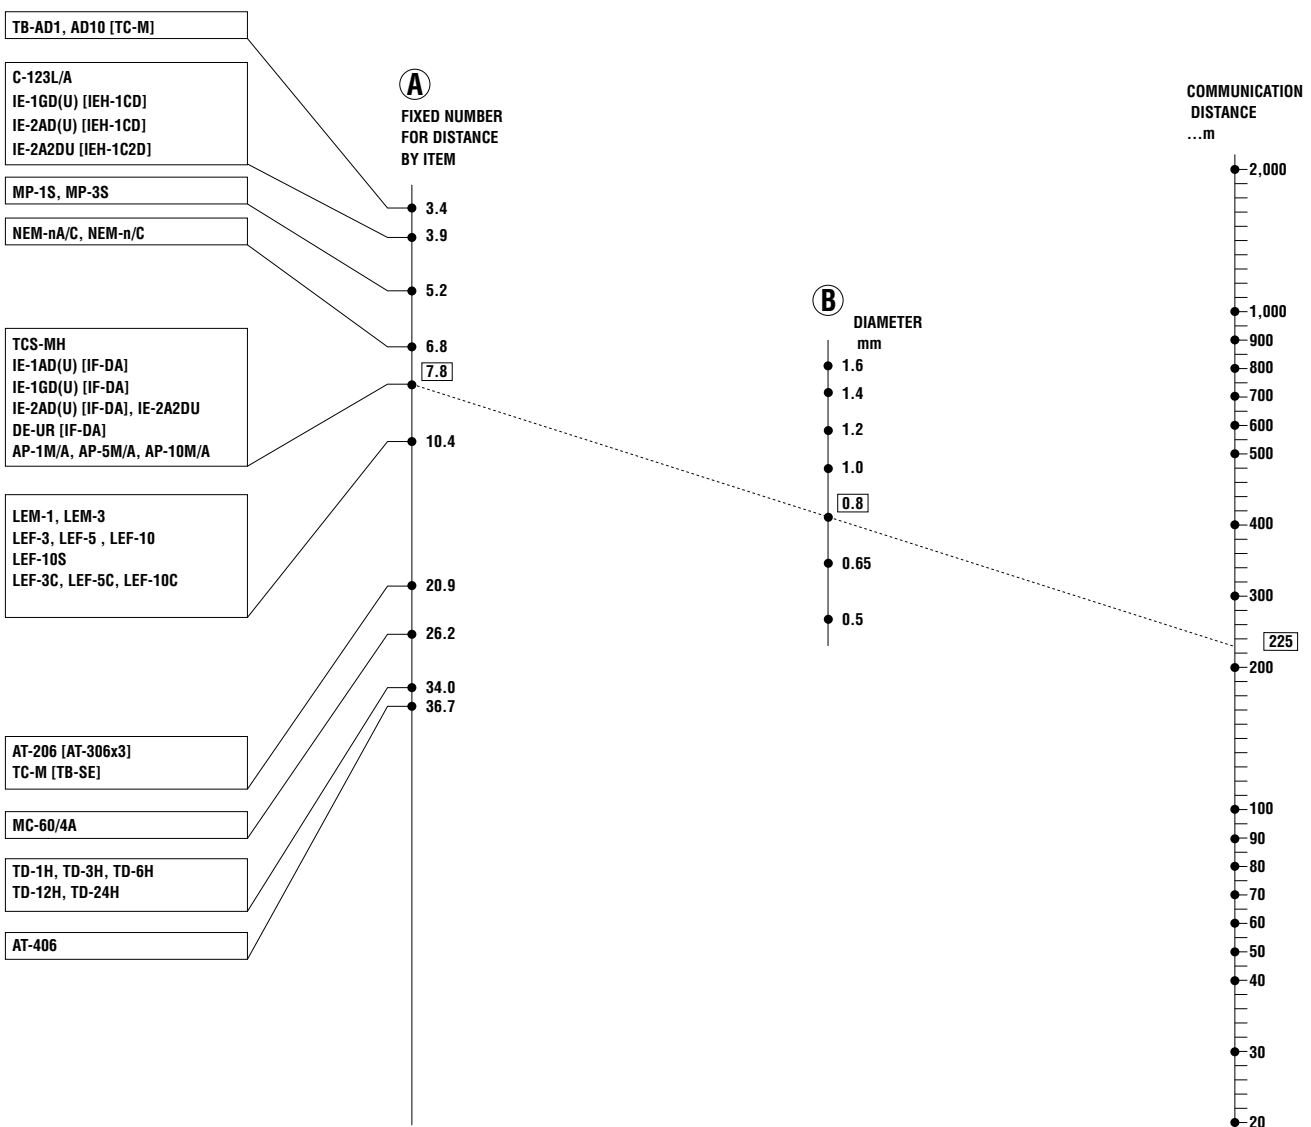 TB-AD1, AD10 [TC-M]
C-123L/A
IE-1GD(U) [IEH-1CD]
IE-2AD(U) [IEH-1CD]
IE-2A2DU [IEH-1C2D]
MP-1S, MP-3S
NEM-nA/C, NEM-n/C
TCS-MH
IE-1AD(U) [IF-DA]
IE-1GD(U) [IF-DA]
IE-2AD(U) [IF-DA], IE-2A2DU
DE-UR [IF-DA]
AP-1M/A, AP-5M/A, AP-10M/A
LEM-1, LEM-3
LEF-3, LEF-5 , LEF-10
LEF-10S
LEF-3C, LEF-5C, LEF-10C
AT-206 [AT-306x3]
TC-M [TB-SE]
MC-60/4A
TD-1H, TD-3H, TD-6H
TD-12H, TD-24H
AT-406
A
FIXED NUMBER
FOR DISTANCE
BY ITEM
3.4
3.9
5.2
6.8
7.8
10.4
20.9
26.2
34.0
36.7
B
DIAMETER
mm
1.6
1.4
1.2
1.0
0.8
0.65
0.5
COMMUNICATION
DISTANCE
...m
2,000
1,000
900
800
700
600
500
400
300
225
200
100
90
80
70
60
50
40
30
20